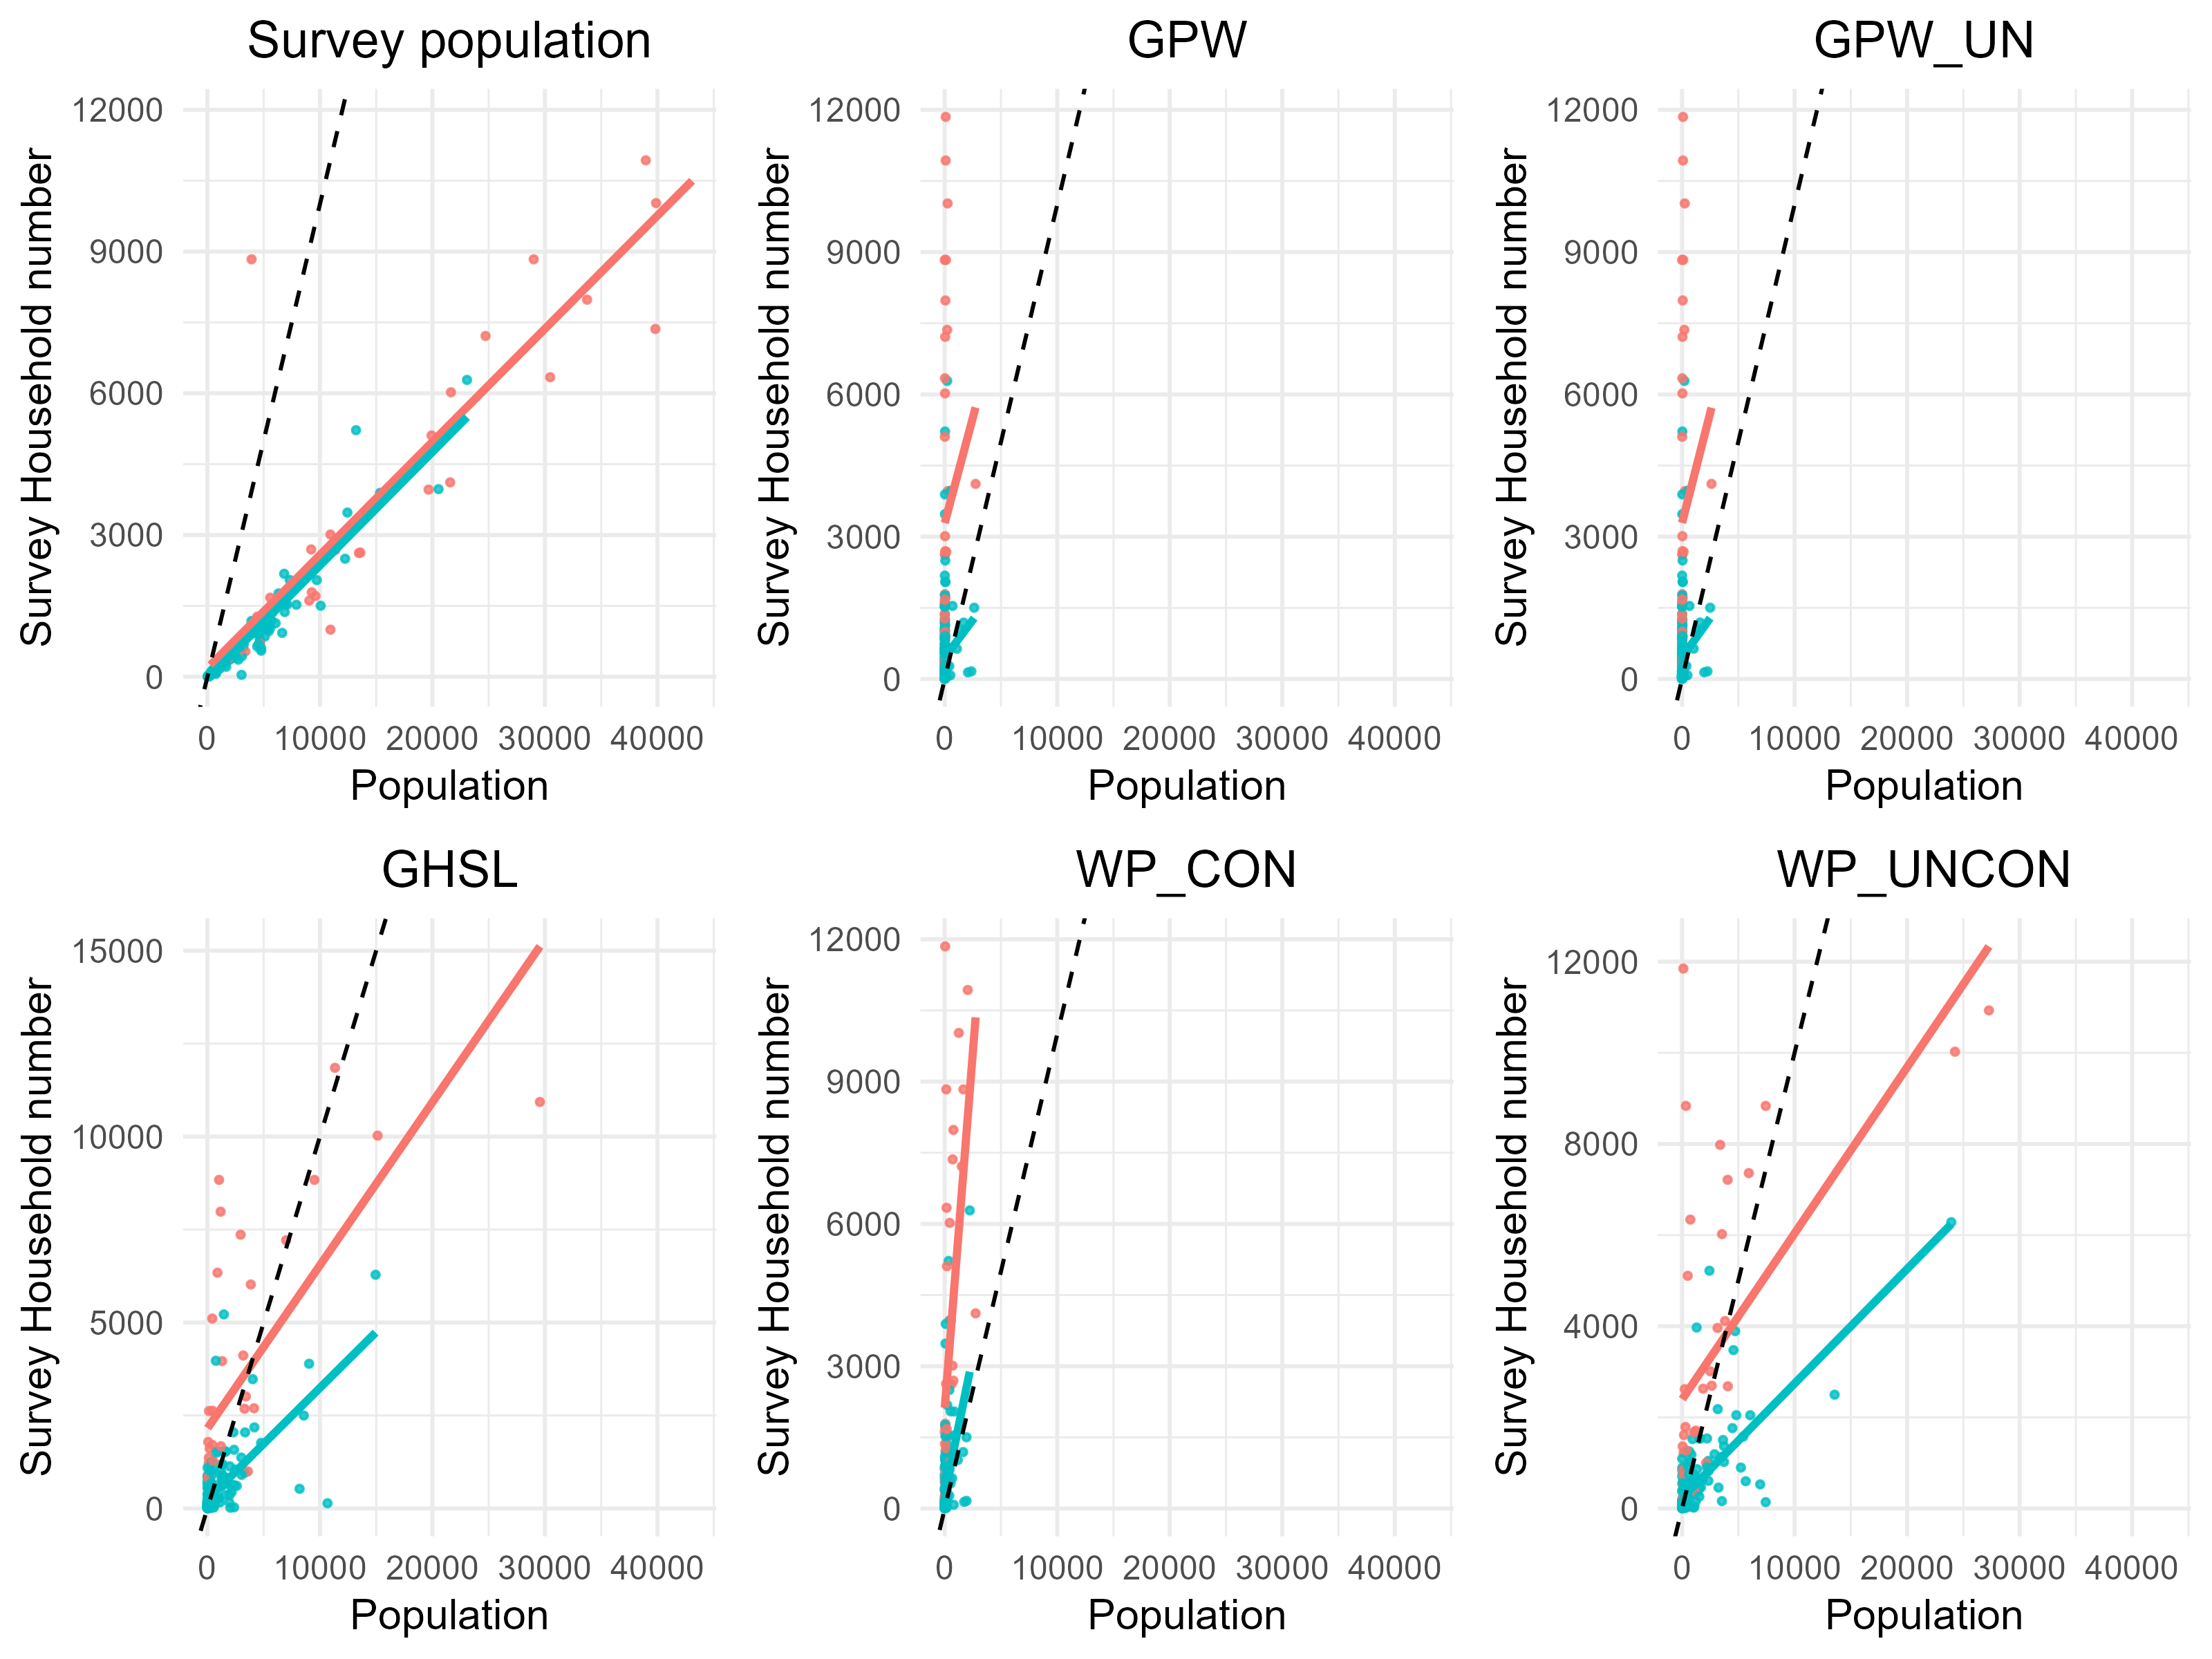 Survey population
GPW
GPW_UN
Survey Household number
12000
9000
6000
3000
0
0 10000 20000 30000 40000
Population
Survey Household number
12000
9000
6000
3000
0
0 10000 20000 30000 40000
Population
Survey Household number
12000
9000
6000
3000
0
0 10000 20000 30000 40000
Population
GHSL
WP_CON
WP_UNCON
Survey Household number
15000
10000
5000
0
0 10000 20000 30000 40000
Population
Survey Household number
12000
9000
6000
3000
0
0 10000 20000 30000 40000
Population
Survey Household number
12000
8000
4000
0
0 10000 20000 30000 40000
Population